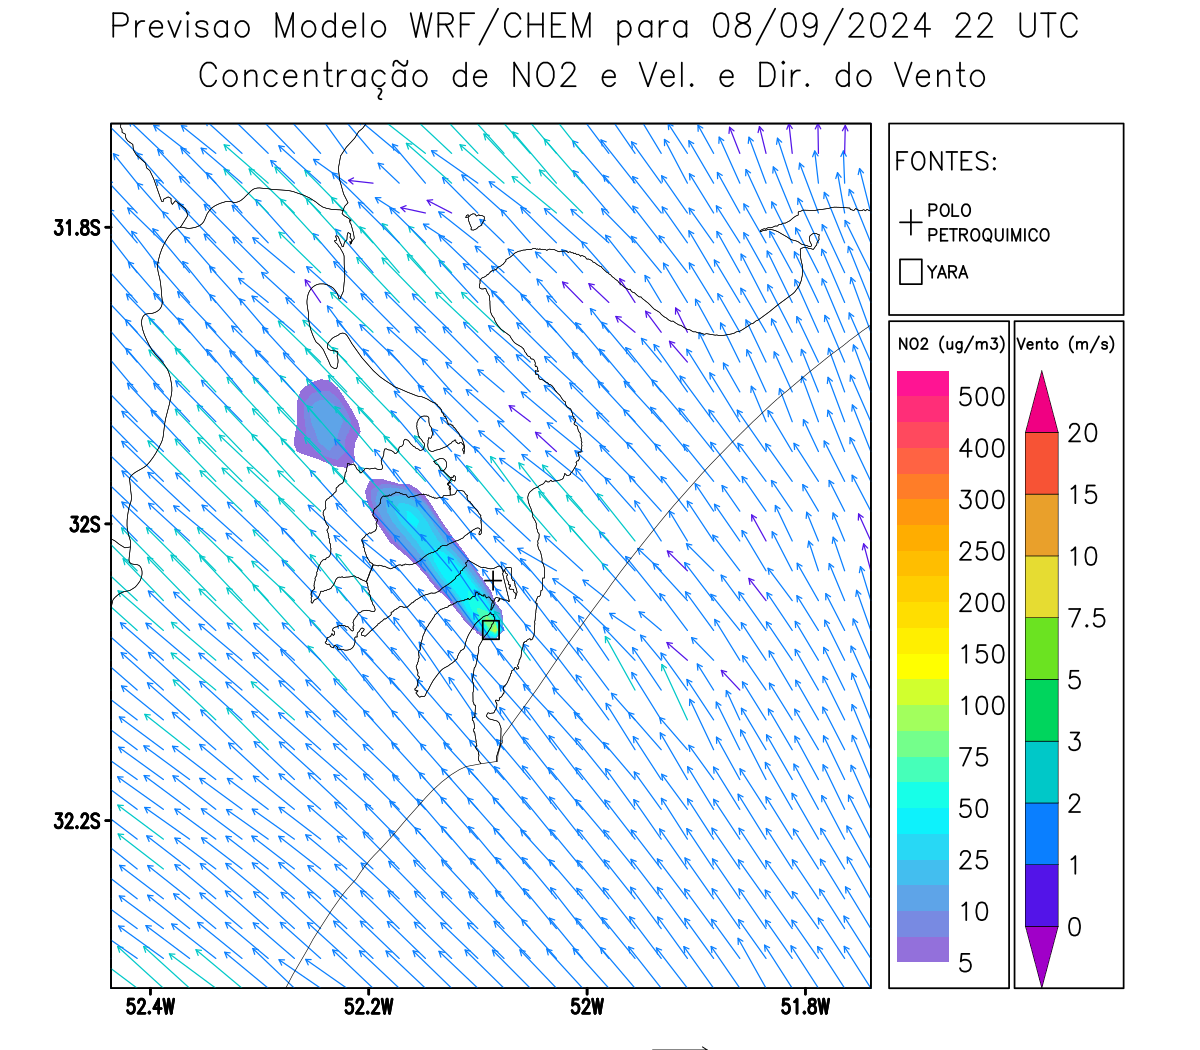 Previsao Modelo WRF/CHEM para 08/09/2024 22 UTC
Concentração de NO2 e Vel. e Dir. do Vento
FONTES:
POLO
PETROQUIMICO
YARA
NO2 (ug/m3)
500
400
300
250
200
150
100
75
50
25
10
5
Vento (m/s)
20
15
10
7.5
5
3
2
1
0
31.8S
32S
32.2S
52.4W
52.2W
52W
51.8W